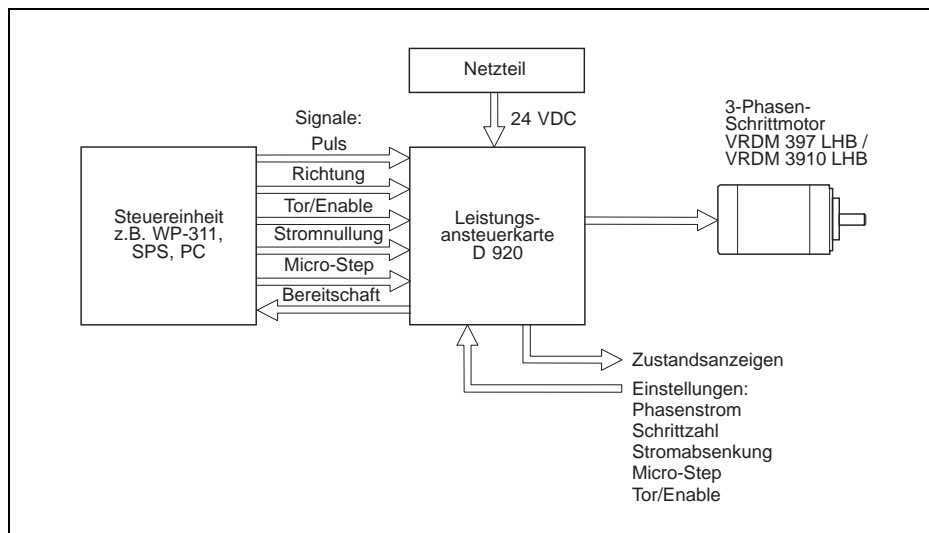 Netzteil
24 VDC
Signale:
Puls
Richtung
Tor/Enable
Stromnullung
Micro-Step
Bereitschaft
Steuereinheit
z.B. WP-311,
SPS, PC
Leistungs-
ansteuerkarte
D 920
3-Phasen-
Schrittmotor
VRDM 397 LHB /
VRDM 3910 LHB
Zustandsanzeigen
Einstellungen:
Phasenstrom
Schrittzahl
Stromabsenkung
Micro-Step
Tor/Enable